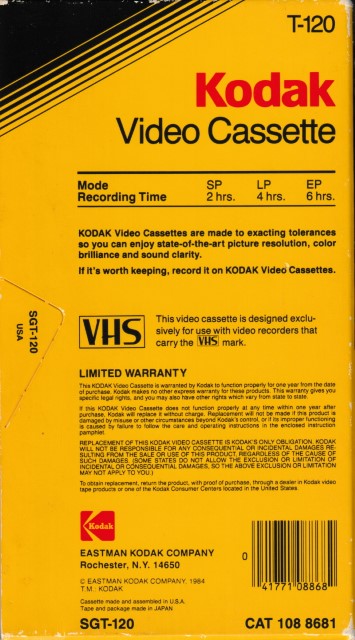 T-120
Kodak
Video Cassette
Mode SP LP EP
Recording Time 2 hrs. 4 hrs. 6 hrs.
KODAK Video Cassettes are made to exacting tolerances
so you can enjoy state-of-the-art picture resolution, color
brilliance and sound clarity.
If it's worth keeping, record it on KODAK Video Cassettes.
SGT-120
USA
VHS
This video cassette is designed exclu-
sively for use with video recorders that
carry the VHS mark.
LIMITED WARRANTY
This KODAK Video Cassette is warranted by Kodak to function properly for one year from the date
of purchase. Kodak makes no other express warranty for these products. This warranty gives you
specific legal rights, and you may also have other rights which vary from state to state.
If this KODAK Video Cassette does not function properly at any time within one year after
purchase, Kodak will replace it without charge. Replacement will not be made if this product is
damaged by misuse or other circumstances beyond Kodak's control, or if its improper functioning
is caused by failure to follow the care and operating instructions in the enclosed instruction
pamphlet.
REPLACEMENT OF THIS KODAK VIDEO CASSETTE IS KODAK'S ONLY OBLIGATION. KODAK
WILL NOT BE RESPONSIBLE FOR ANY CONSEQUENTIAL OR INCIDENTAL DAMAGES RE-
SULTING FROM THE SALE OR USE OF THIS PRODUCT, REGARDLESS OF THE CAUSE OF
SUCH DAMAGES. (SOME STATES DO NOT ALLOW THE EXCLUSION OR LIMITATION OF
INCIDENTAL OR CONSEQUENTIAL DAMAGES, SO THE ABOVE EXCLUSION OR LIMITATION
MAY NOT APPLY TO YOU.)
To obtain replacement, return the product, with proof of purchase, through a dealer in Kodak video
tape products or one of the Kodak Consumer Centers located in the United States.
Kodak
EASTMAN KODAK COMPANY
Rochester, N.Y. 14650
© EASTMAN KODAK COMPANY, 1984
T.M.: KODAK
Cassette made and assembled in U.S.A.
Tape and package made in JAPAN
0 41771 08868
SGT-120
CAT 108 8681